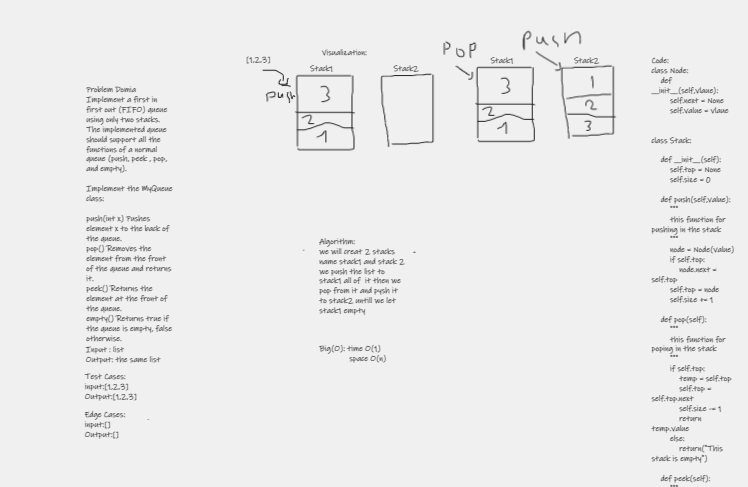 Problem Domia
Implement a first in
first out (FIFO) queue
using only two stacks.
The implemented queue
should support all the
functions of a normal
queue (push, peek , pop,
and empty).
Implement the MyQueue
class:
push(int x) Pushes
element x to the back of
the queue.
pop() Removes the
element from the front
of the queue and returns
it.
peek() Returns the
element at the front of
the queue.
empty() Returns true if
the queue is empty, false
otherwise.
Input : list
Output: the same list
Test Cases:
input:[1,2,3]
Output:[1,2,3]
Edge Cases:
input:[]
Output:[]
Visualization:
[1,2,3]
push
Stack1
3
2
1
Stack2
POP
Stack1
3
2
1
Push
Stack2
1
2
3
Algorithm:
we will creat 2 stacks
name stack1 and stack 2
we push the list to
stack1 all of it then we
pop from it and pysh it
to stack2 untill we let
stack1 empty
Big(O): time O(1)
space O(n)
Code:
class Node:
def
__init__(self,vlaue):
self.next = None
self.value = vlaue
class Stack:
def __init__(self):
self.top = None
self.size = 0
def push(self,value):
"""
this function for
pushing in the stack
"""
node = Node(value)
if self.top:
node.next =
self.top
self.top = node
self.size += 1
def pop(self):
"""
this function for
poping in the stack
"""
if self.top:
temp = self.top
self.top =
self.top.next
self.size -= 1
return
temp.value
else:
return("This
stack is empty")
def peek(self):
"""